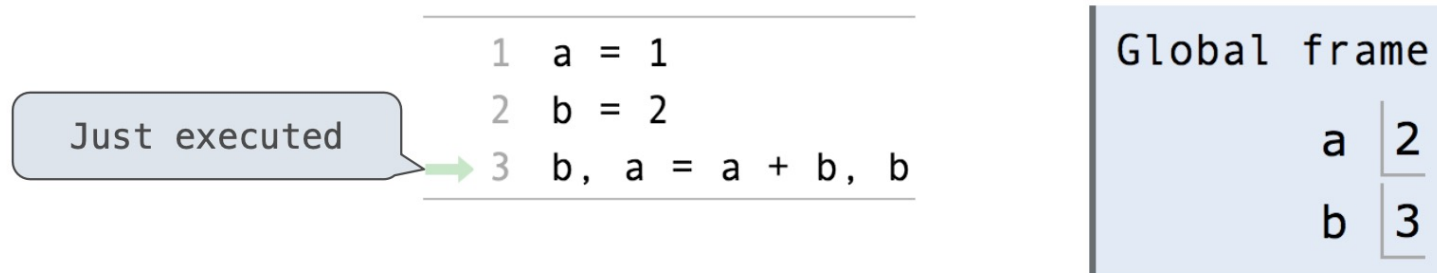 Just executed
1 a = 1
2 b = 2
3 b, a = a + b, b
Global frame
a 2
b 3